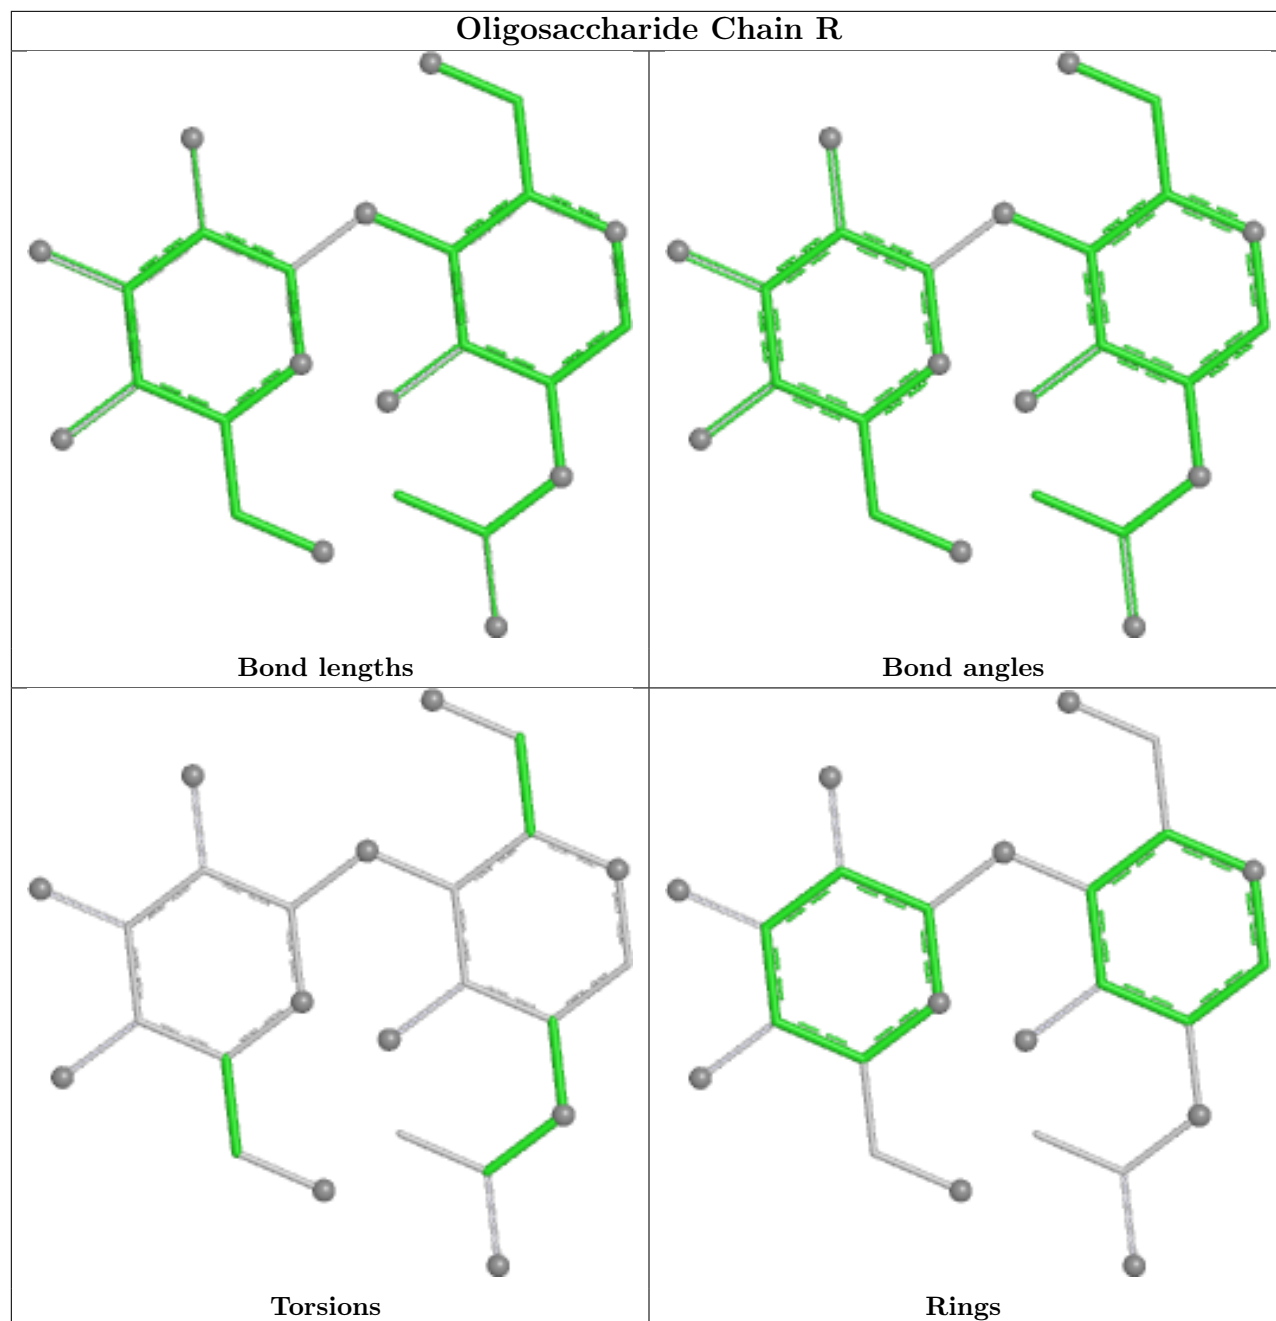 Oligosaccharide Chain R
Bond lengths
Bond angles
Torsions
Rings